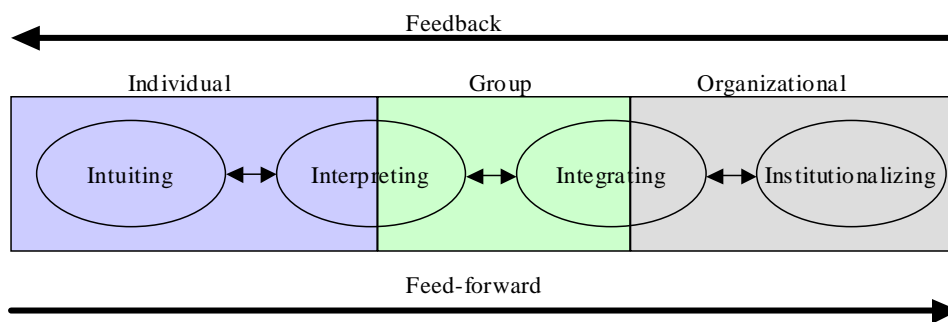 Feedback
Individual Group Organizational
Intuiting Interpreting Integrating Institutionalizing
Feed-forward